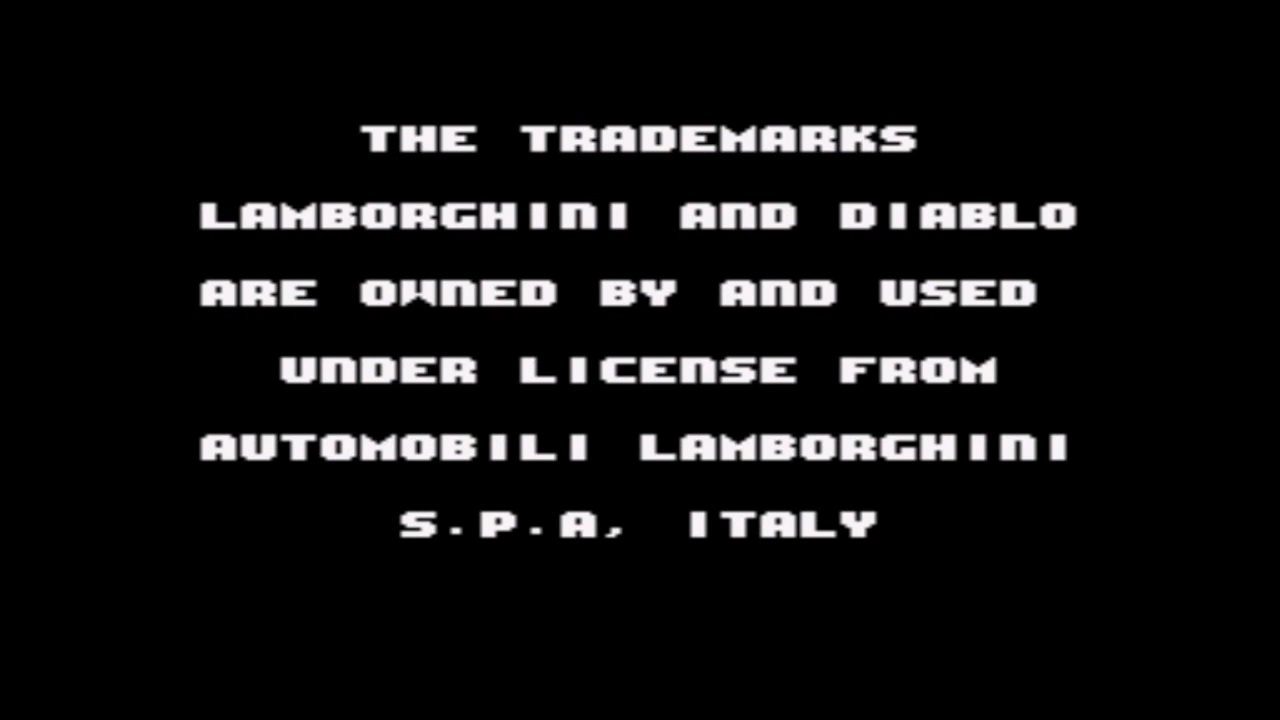 THE TRADEMARKS
LAMBORGHINI AND DIABLO
ARE OWNED BY AND USED
UNDER LICENSE FROM
AUTOMOBILI LAMBORGHINI
S.P.A, ITALY